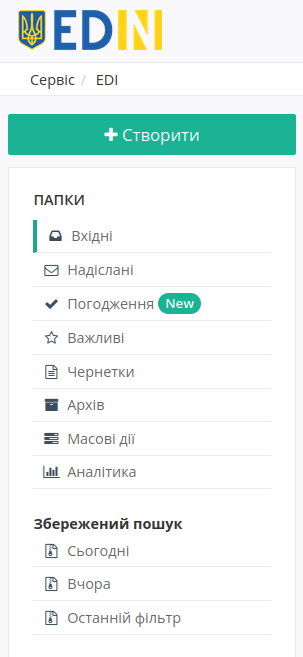 EDIN
Сервіс / EDI
Створити
ПАПКИ
Вхідні
Надіслані
Погодження New
Важливі
Чернетки
Архів
Масові дії
Аналітика
Збережений пошук
Сьогодні
Вчора
Останній фільтр